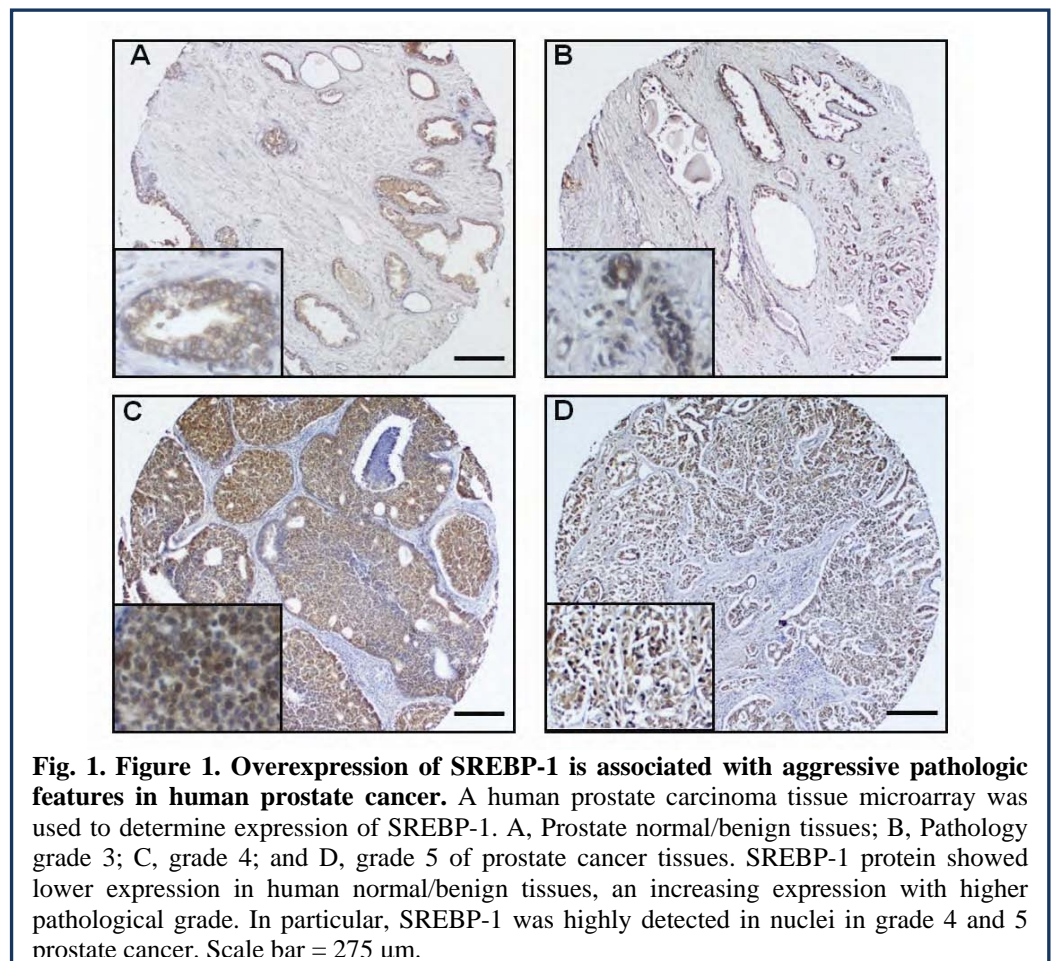 A
B
C
D
Fig. 1. Figure 1. Overexpression of SREBP-1 is associated with aggressive pathologic
features in human prostate cancer. A human prostate carcinoma tissue microarray was
used to determine expression of SREBP-1. A, Prostate normal/benign tissues; B, Pathology
grade 3; C, grade 4; and D, grade 5 of prostate cancer tissues. SREBP-1 protein showed
lower expression in human normal/benign tissues, an increasing expression with higher
pathological grade. In particular, SREBP-1 was highly detected in nuclei in grade 4 and 5
prostate cancer. Scale bar = 275 μm.